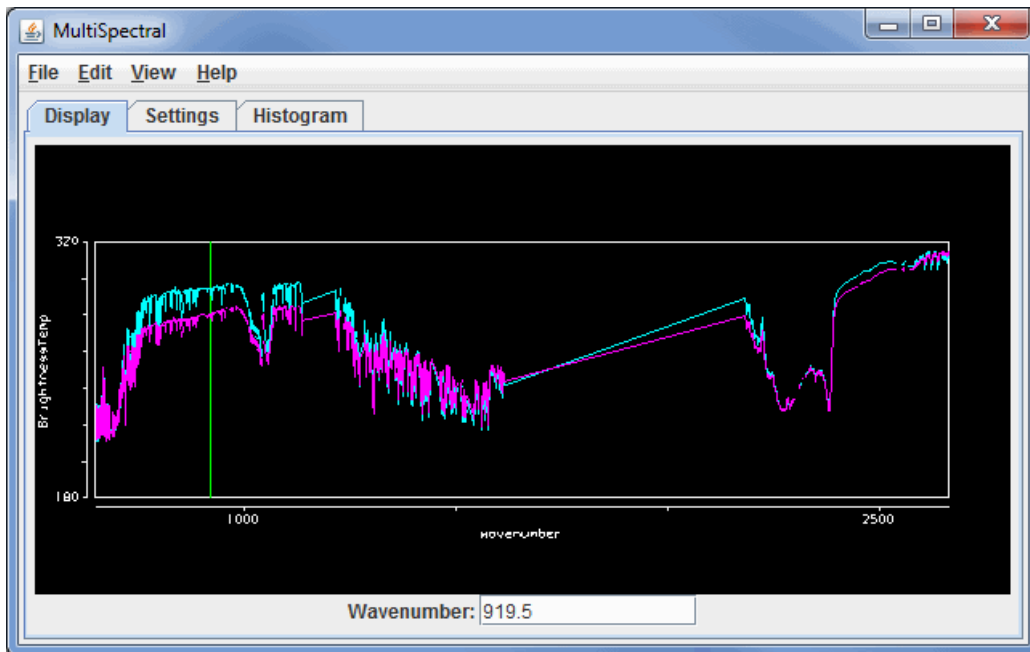 MultiSpectral
File Edit View Help
Display Settings Histogram
320
BrightnessTemp
180
1000
2500
wavenumber
Wavenumber: 919.5